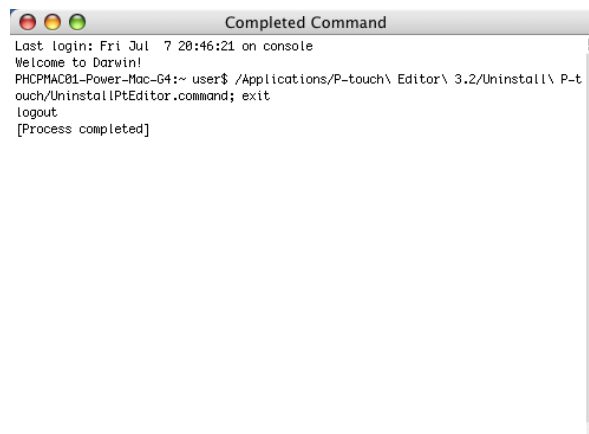 Completed Command
Last login: Fri Jul  7 20:46:21 on console
Welcome to Darwin!
PHCPMAC01-Power-Mac-G4:~ user$ /Applications/P-touch\ Editor\ 3.2/Uninstall\ P-t
ouch/UninstallPtEditor.command; exit
logout
[Process completed]